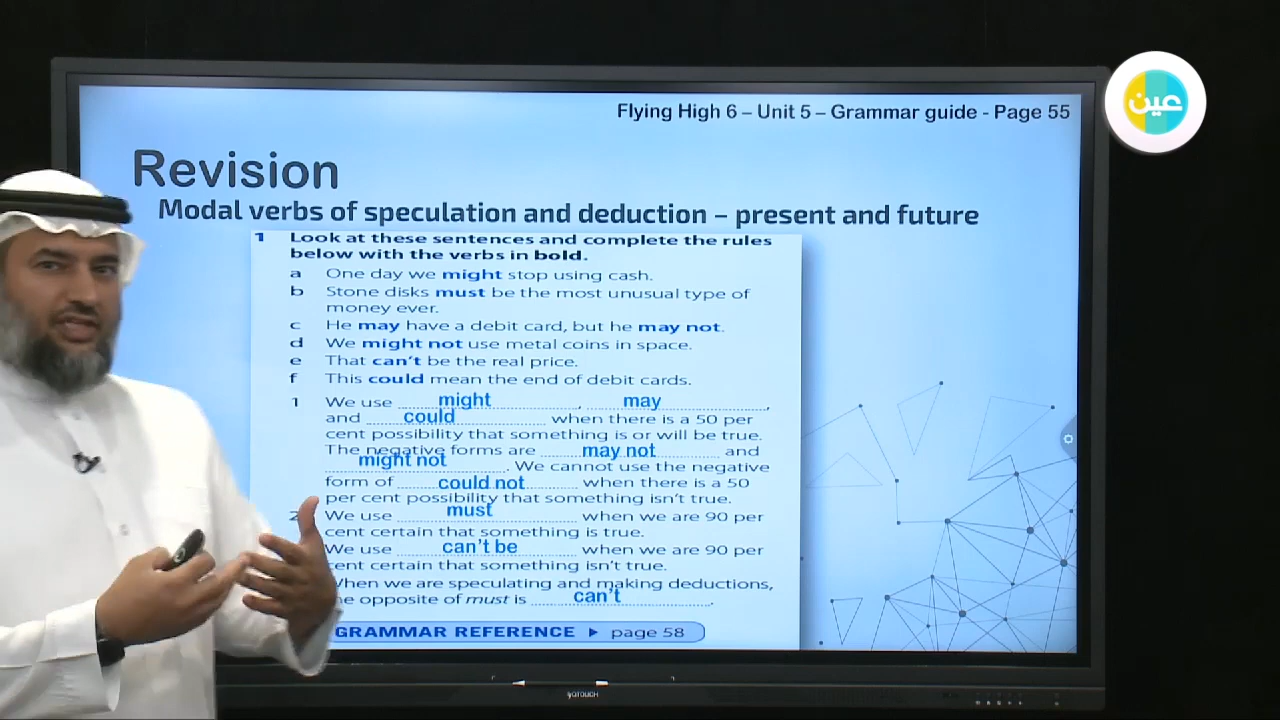 عين
Flying High 6 – Unit 5 – Grammar guide - Page 55
Revision
Modal verbs of speculation and deduction – present and future
1 Look at these sentences and complete the rules
below with the verbs in bold.
a One day we might stop using cash.
b Stone disks must be the most unusual type of
money ever.
c He may have a debit card, but he may not.
d We might not use metal coins in space.
e That can't be the real price.
f This could mean the end of debit cards.
1 We use might, may,
and could when there is a 50 per
cent possibility that something is or will be true.
The negative forms are may not and
might not. We cannot use the negative
form of could not when there is a 50
per cent possibility that something isn't true.
2 We use must when we are 90 per
cent certain that something is true.
We use can't be when we are 90 per
cent certain that something isn't true.
When we are speculating and making deductions,
the opposite of must is can't.
GRAMMAR REFERENCE ▶ page 58